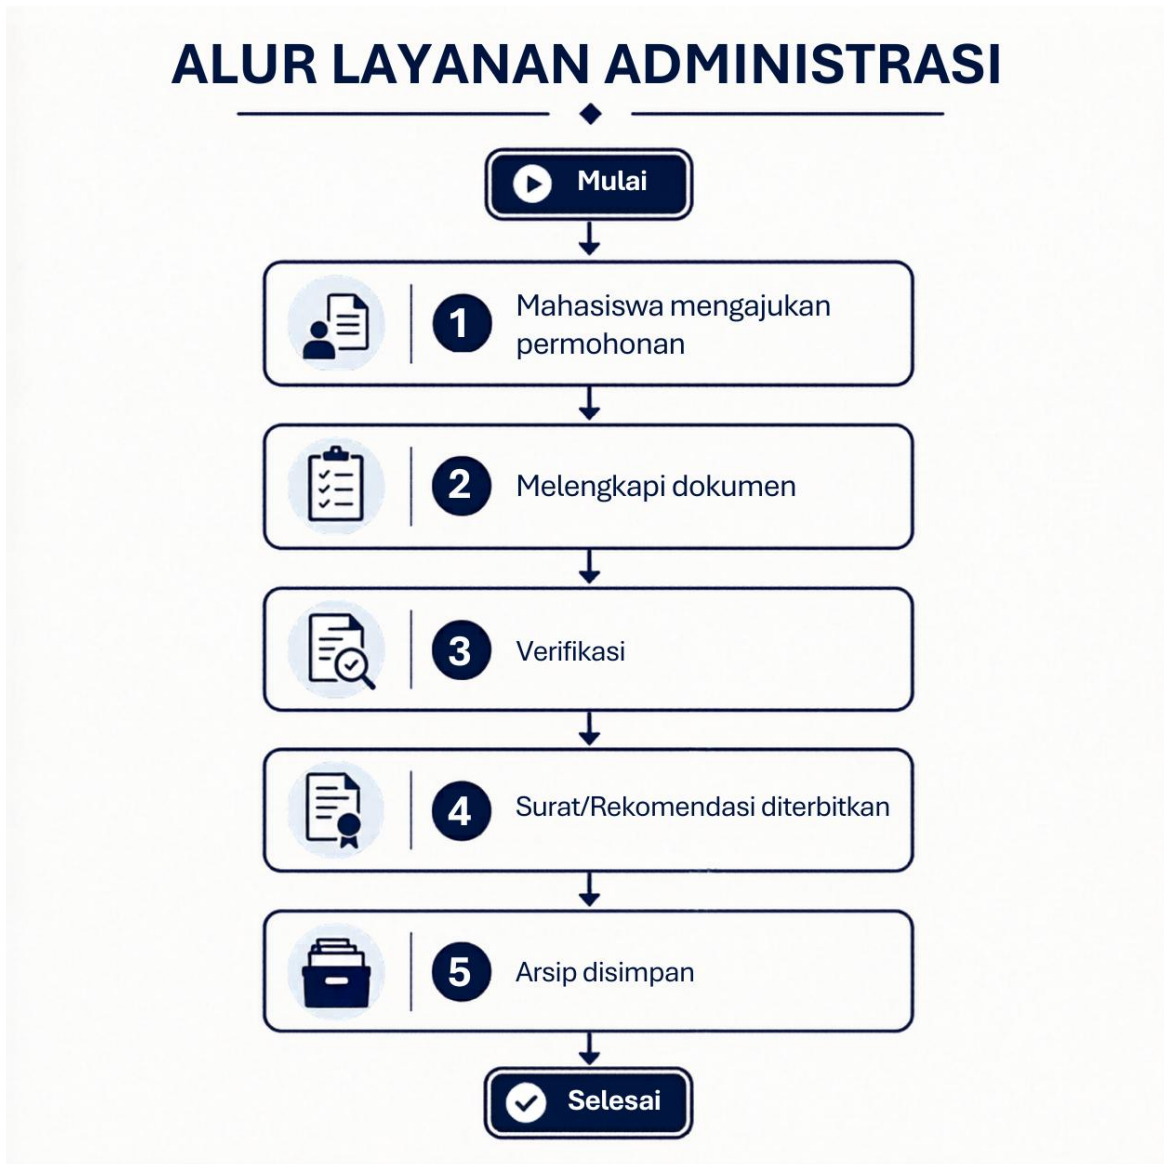 ALUR LAYANAN ADMINISTRASI
Mulai
1
Mahasiswa mengajukan
permohonan
2
Melengkapi dokumen
3
Verifikasi
4
Surat/Rekomendasi diterbitkan
5
Arsip disimpan
Selesai